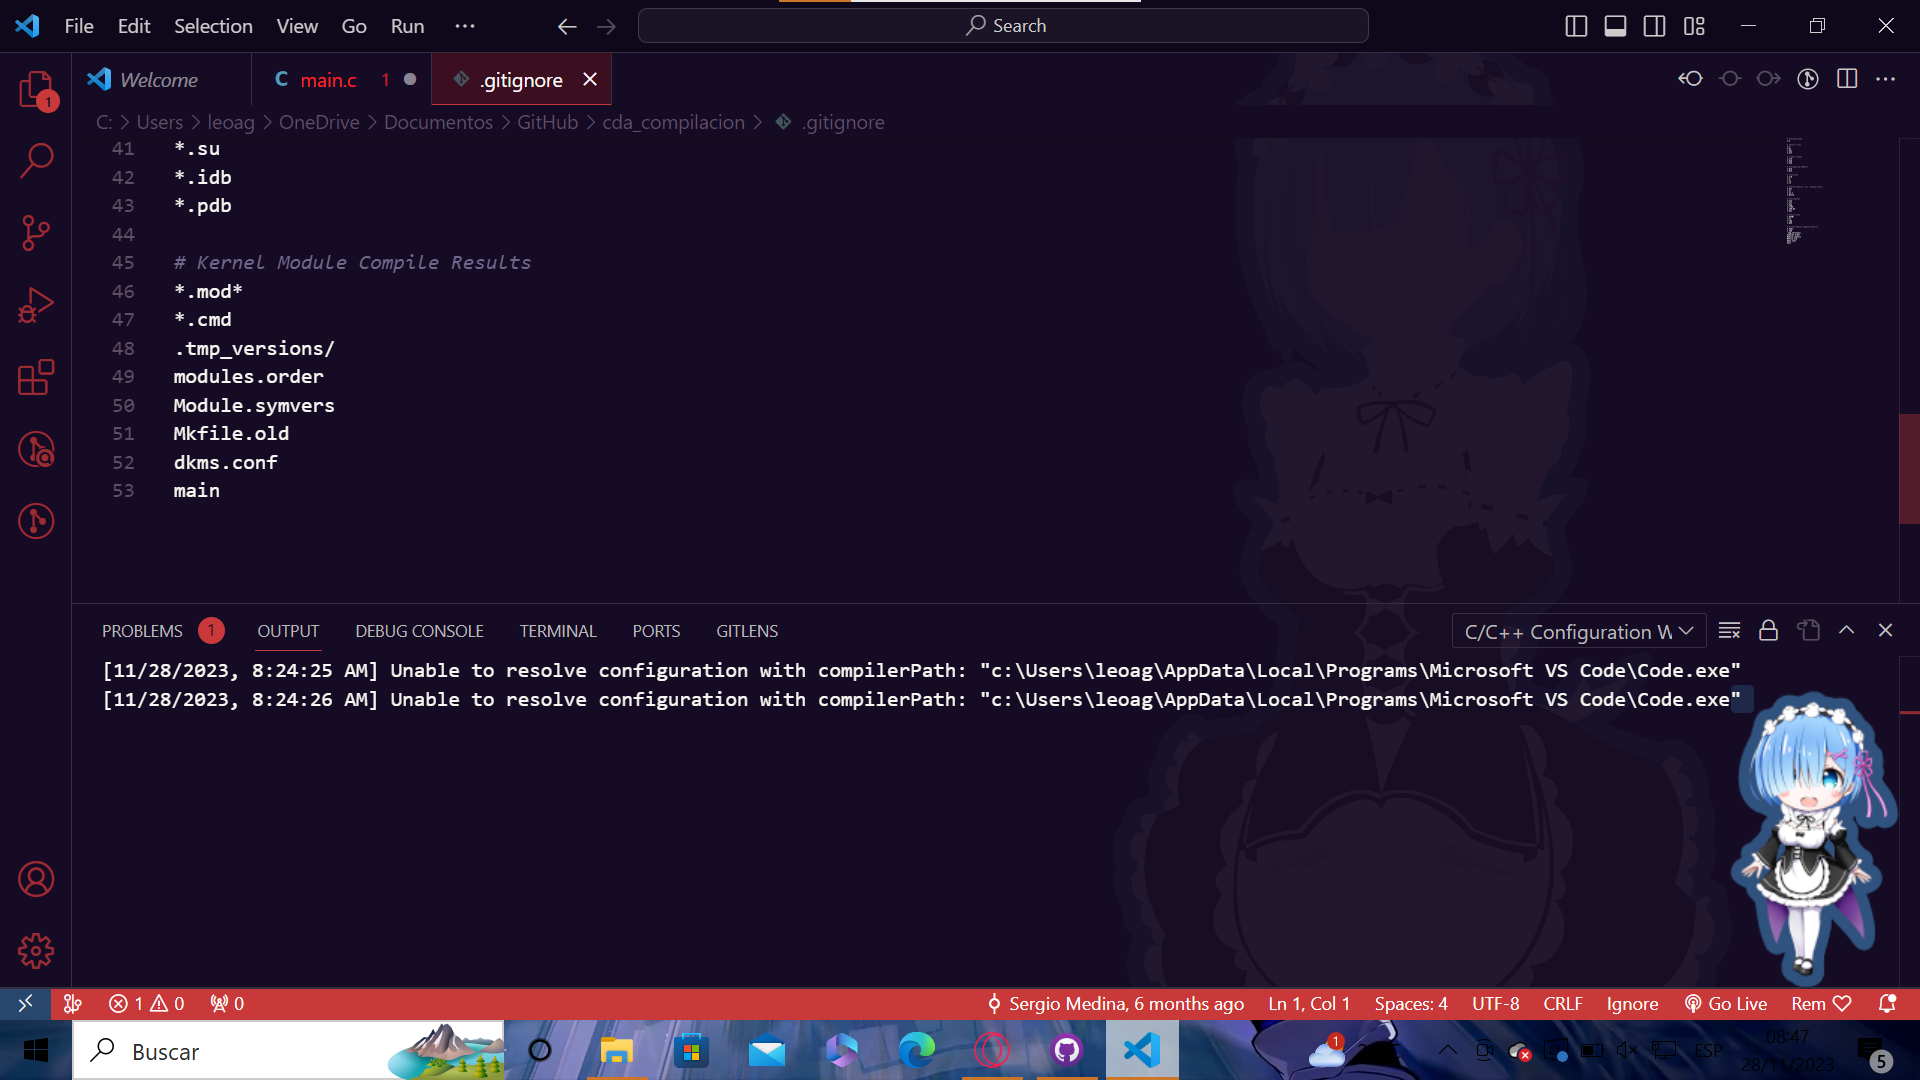 File Edit Selection View Go Run ··· Search
Welcome
C main.c 1
.gitignore
C: > Users > leoag > OneDrive > Documentos > GitHub > cda_compilacion > .gitignore
41 *.su
42 *.idb
43 *.pdb
44
45 # Kernel Module Compile Results
46 *.mod*
47 *.cmd
48 .tmp_versions/
49 modules.order
50 Module.symvers
51 Mkfile.old
52 dkms.conf
53 main
1
PROBLEMS 1 OUTPUT DEBUG CONSOLE TERMINAL PORTS GITLENS
C/C++ Configuration W
[11/28/2023, 8:24:25 AM] Unable to resolve configuration with compilerPath: "c:\Users\leoag\AppData\Local\Programs\Microsoft VS Code\Code.exe"
[11/28/2023, 8:24:26 AM] Unable to resolve configuration with compilerPath: "c:\Users\leoag\AppData\Local\Programs\Microsoft VS Code\Code.exe"
1 0 0 Sergio Medina, 6 months ago Ln 1, Col 1 Spaces: 4 UTF-8 CRLF Ignore Go Live Rem
Buscar
1
ESP
08:47
28/11/2023
5